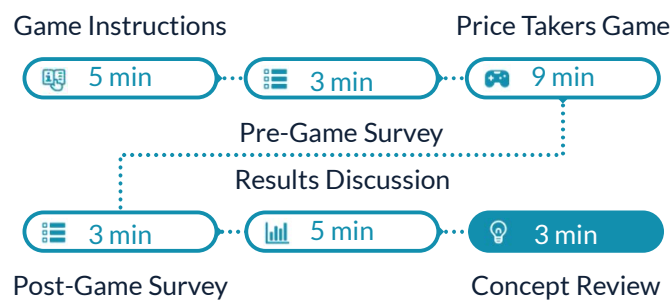 Game Instructions
Price Takers Game
5 min
3 min
9 min
Pre-Game Survey
Results Discussion
3 min
5 min
3 min
Post-Game Survey
Concept Review